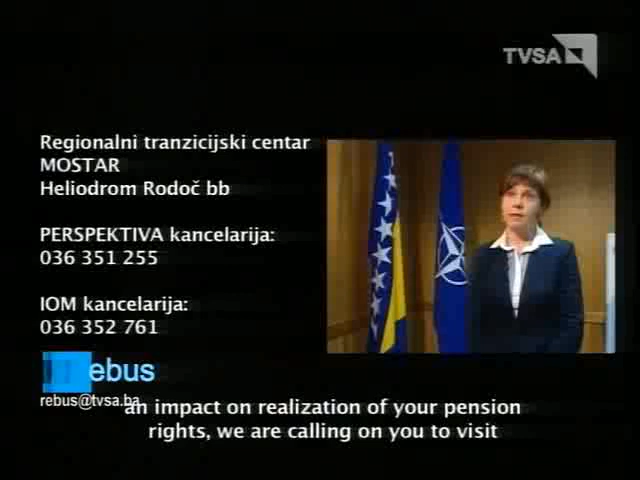 TVSA
Regionalni tranzicijski centar
MOSTAR
Heliodrom Rodoč bb
PERSPEKTIVA kancelarija:
036 351 255
IOM kancelarija:
036 352 761
rebus
rebus@tvsa.ba
an impact on realization of your pension
rights, we are calling on you to visit